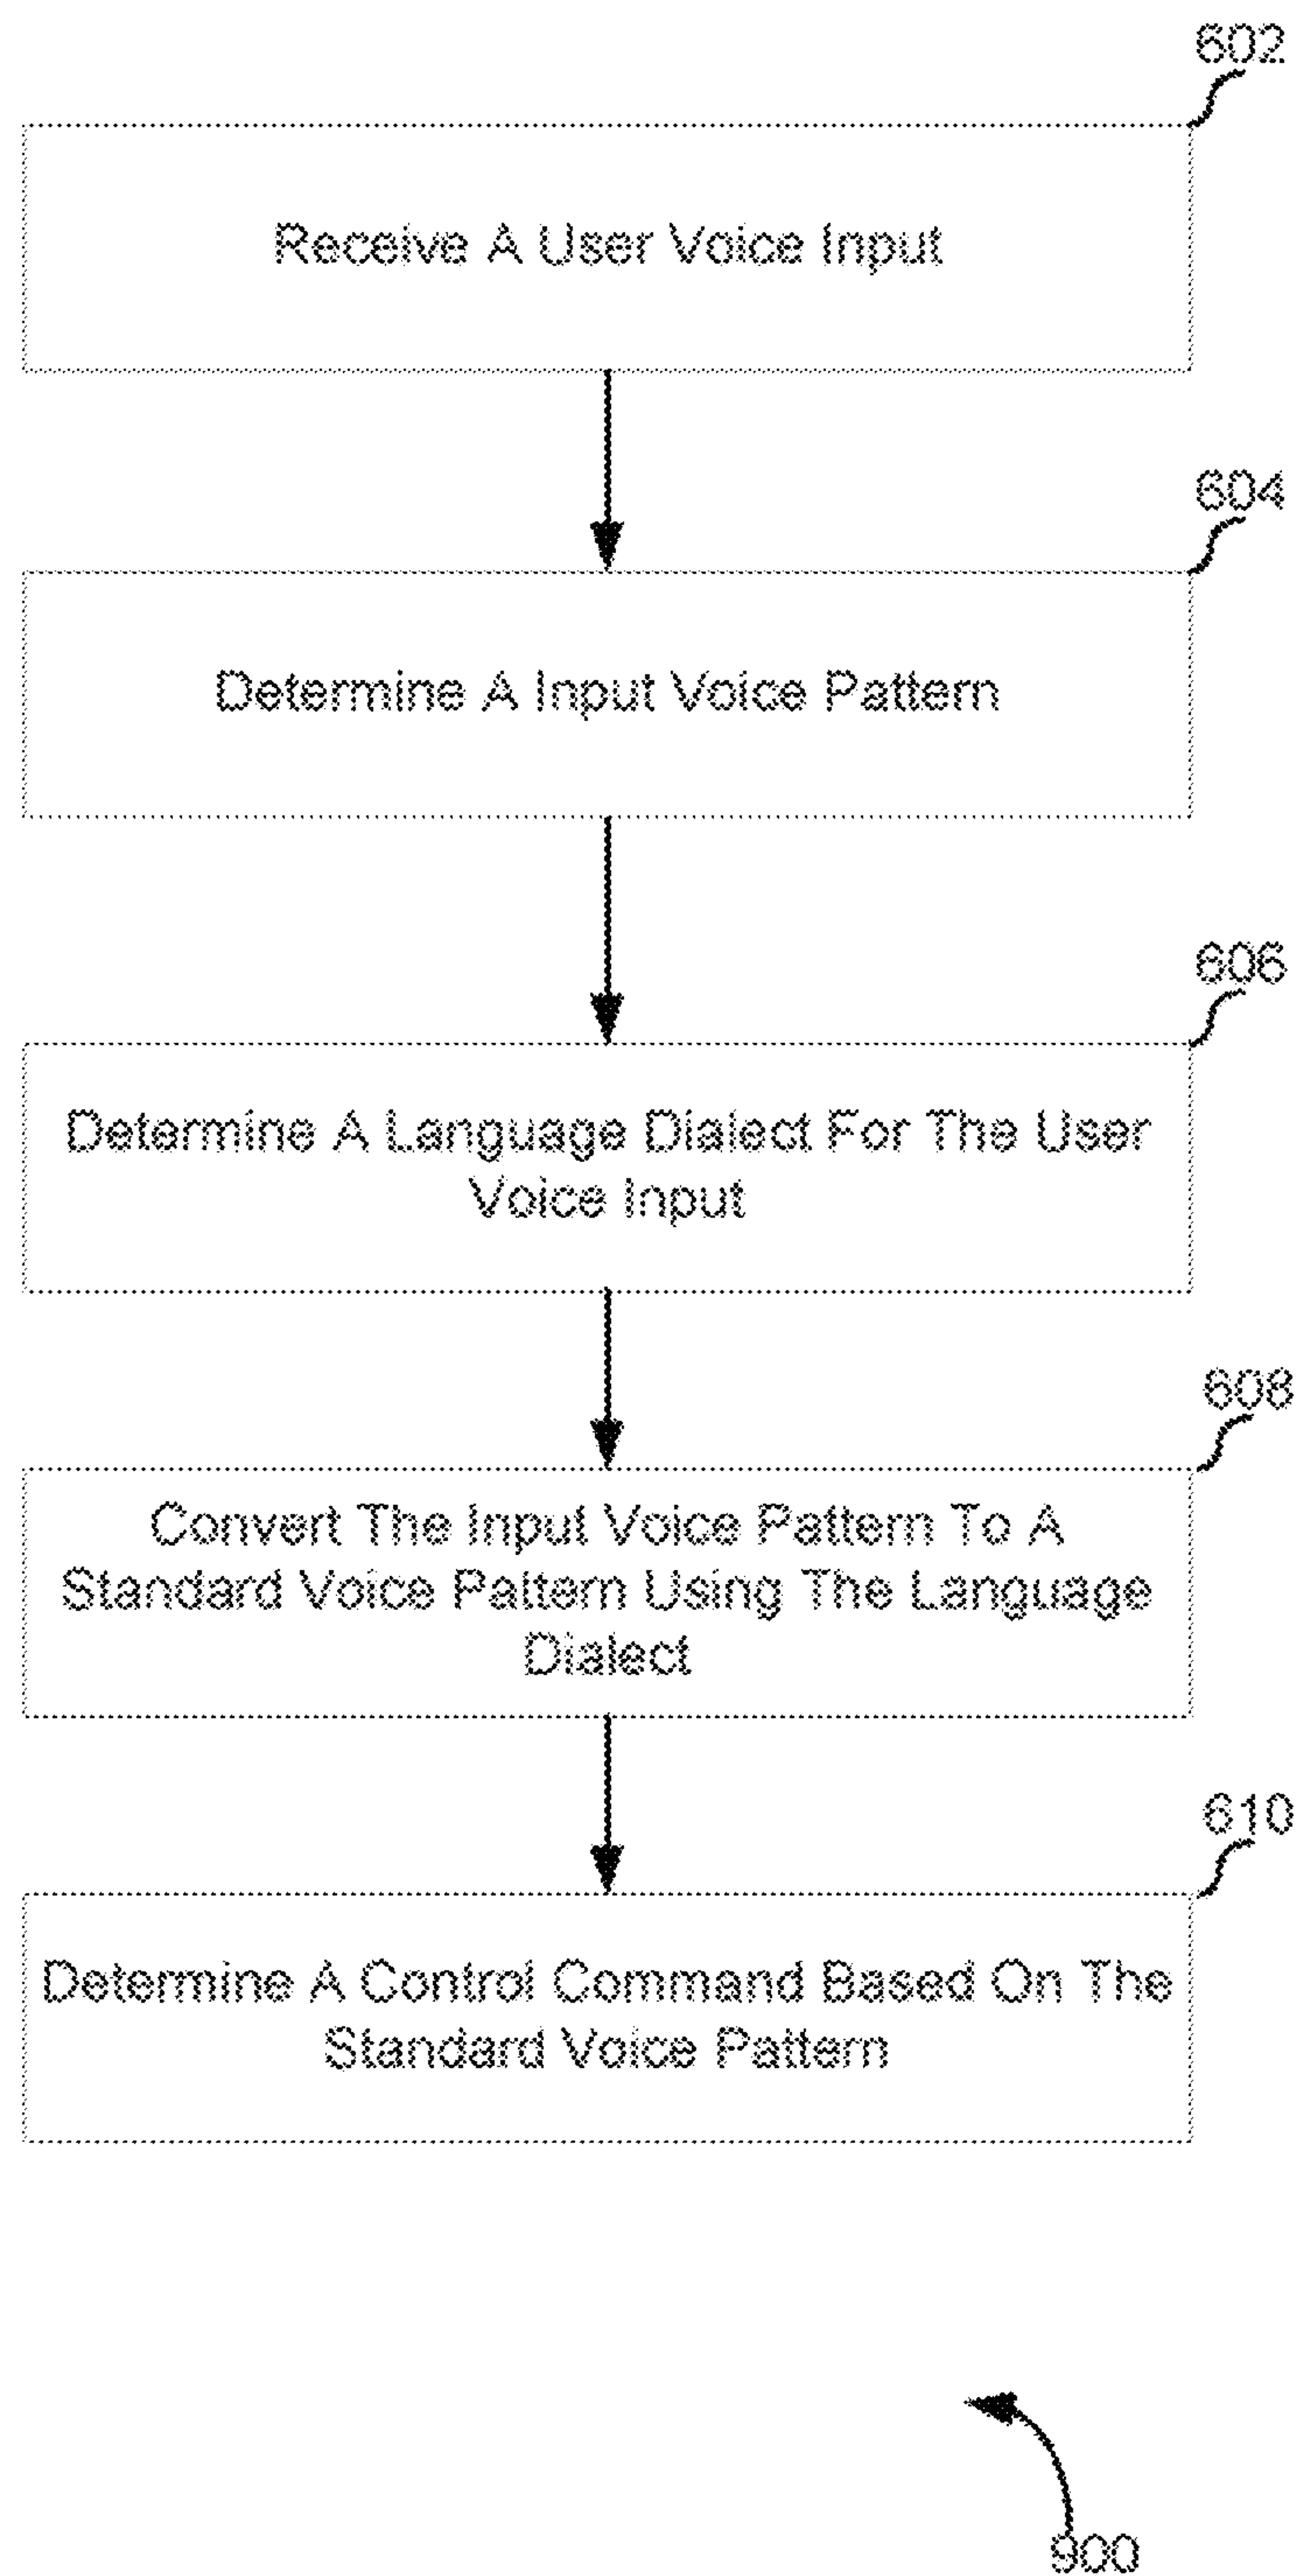 602
Receive A User Voice Input
604
Determine A Input Voice Pattern
606
Determine A Language Dialect For The User
Voice Input
608
Convert The Input Voice Pattern To A
Standard Voice Pattern Using The Language
Dialect
610
Determine A Control Command Based On The
Standard Voice Pattern
900